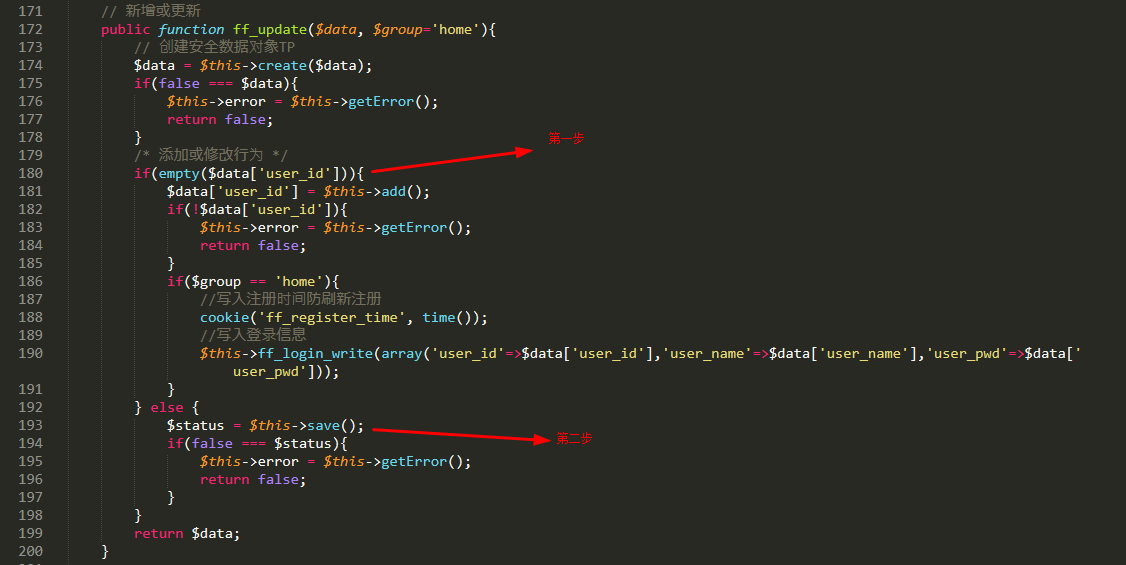 171 // 新增或更新
172 public function ff_update($data, $group='home'){
173 // 创建安全数据对象TP
174 $data = $this->create($data);
175 if(false === $data){
176 $this->error = $this->getError();
177 return false;
178 }
第一步
179 /* 添加或修改行为 */
180 if(empty($data['user_id'])){
181 $data['user_id'] = $this->add();
182 if(!$data['user_id']){
183 $this->error = $this->getError();
184 return false;
185 }
186 if($group == 'home'){
187 //写入注册时间防刷新注册
188 cookie('ff_register_time', time());
189 //写入登录信息
190 $this->ff_login_write(array('user_id'=>$data['user_id'],'user_name'=>$data['user_name'],'user_pwd'=>$data['
user_pwd']));
191 }
192 } else {
193 $status = $this->save();
第二步
194 if(false === $status){
195 $this->error = $this->getError();
196 return false;
197 }
198 }
199 return $data;
200 }